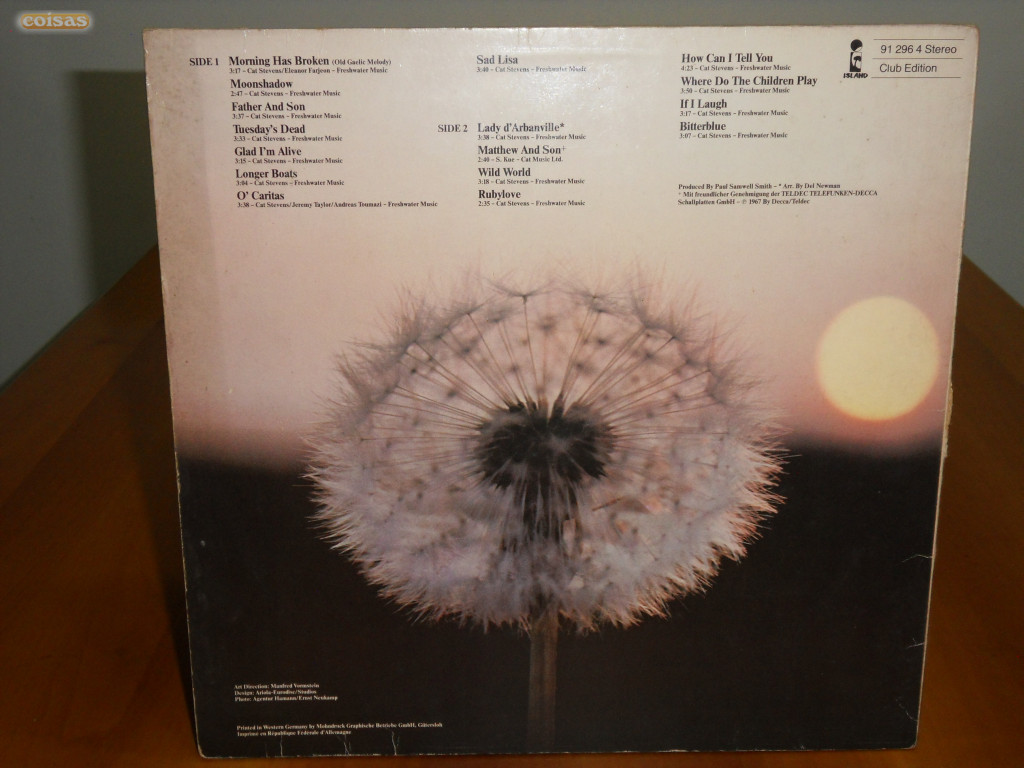 coisas
SIDE 1 Morning Has Broken (Old Gaelic Melody)
3:17 – Cat Stevens/Eleanor Farjeon – Freshwater Music
Moonshadow
2:47 – Cat Stevens – Freshwater Music
Father And Son
3:37 – Cat Stevens – Freshwater Music
Tuesday's Dead
3:33 – Cat Stevens – Freshwater Music
Glad I'm Alive
3:15 – Cat Stevens – Freshwater Music
Longer Boats
3:04 – Cat Stevens – Freshwater Music
O' Caritas
3:38 – Cat Stevens/Jeremy Taylor/Andreas Toumazi – Freshwater Music
Sad Lisa
3:40 – Cat Stevens – Freshwater Music
SIDE 2 Lady d'Arbanville*
3:38 – Cat Stevens – Freshwater Music
Matthew And Son+
2:40 – S. Kue – Cat Music Ltd.
Wild World
3:18 – Cat Stevens – Freshwater Music
Rubylove
2:35 – Cat Stevens – Freshwater Music
How Can I Tell You
4:23 – Cat Stevens – Freshwater Music
Where Do The Children Play
3:50 – Cat Stevens – Freshwater Music
If I Laugh
3:17 – Cat Stevens – Freshwater Music
Bitterblue
3:07 – Cat Stevens – Freshwater Music
Produced By Paul Samwell Smith – * Arr. By Del Newman
+ Mit freundlicher Genehmigung der TELDEC TELEFUNKEN-DECCA
Schallplatten GmbH – ℗ 1967 By Decca/Teldec
ISLAND
91 296 4 Stereo
Club Edition
Art Direction: Manfred Vormstein
Design: Ariola-Eurodisc/Studios
Photo: Agentur Hamann/Ernst Neukamp
Printed in Western Germany by Mohndruck Graphische Betriebe GmbH, Gütersloh
Imprimé en République Fédérale d'Allemagne